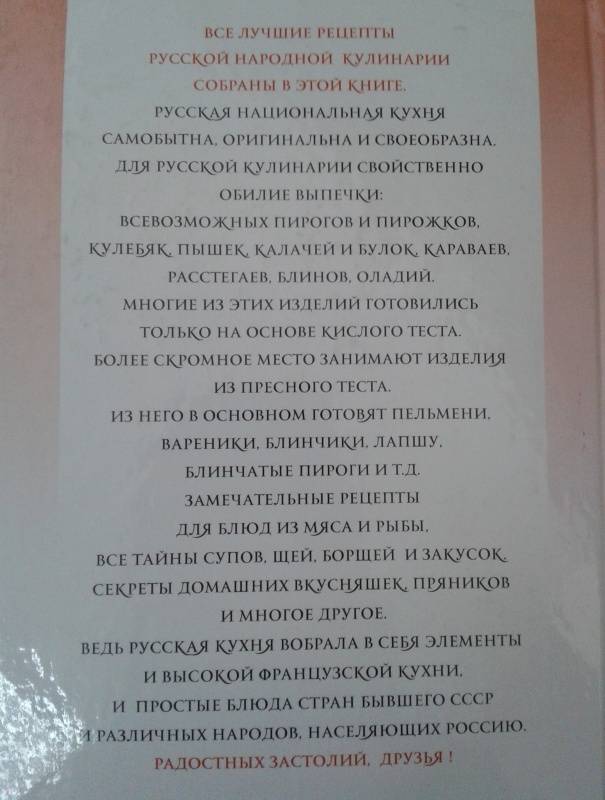 ВСЕ ЛУЧШИЕ РЕЦЕПТЫ
РУССКОЙ НАРОДНОЙ КУЛИНАРИИ
СОБРАНЫ В ЭТОЙ КНИГЕ.
РУССКАЯ НАЦИОНАЛЬНАЯ КУХНЯ
САМОБЫТНА, ОРИГИНАЛЬНА И СВОЕОБРАЗНА.
ДЛЯ РУССКОЙ КУЛИНАРИИ СВОЙСТВЕННО
ОБИЛИЕ ВЫПЕЧКИ:
ВСЕВОЗМОЖНЫХ ПИРОГОВ И ПИРОЖКОВ,
КУЛЕБЯК, ПЫШЕК, КАЛАЧЕЙ И БУЛОК, КАРАВАЕВ,
РАССТЕГАЕВ, БЛИНОВ, ОЛАДИЙ.
МНОГИЕ ИЗ ЭТИХ ИЗДЕЛИЙ ГОТОВИЛИСЬ
ТОЛЬКО НА ОСНОВЕ КИСЛОГО ТЕСТА.
БОЛЕЕ СКРОМНОЕ МЕСТО ЗАНИМАЮТ ИЗДЕЛИЯ
ИЗ ПРЕСНОГО ТЕСТА.
ИЗ НЕГО В ОСНОВНОМ ГОТОВЯТ ПЕЛЬМЕНИ,
ВАРЕНИКИ, БЛИНЧИКИ, ЛАПШУ,
БЛИНЧАТЫЕ ПИРОГИ И Т.Д.
ЗАМЕЧАТЕЛЬНЫЕ РЕЦЕПТЫ
ДЛЯ БЛЮД ИЗ МЯСА И РЫБЫ,
ВСЕ ТАЙНЫ СУПОВ, ЩЕЙ, БОРЩЕЙ И ЗАКУСОК,
СЕКРЕТЫ ДОМАШНИХ ВКУСНЯШЕК, ПРЯНИКОВ
И МНОГОЕ ДРУГОЕ.
ВЕДЬ РУССКАЯ КУХНЯ ВОБРАЛА В СЕБЯ ЭЛЕМЕНТЫ
И ВЫСОКОЙ ФРАНЦУЗСКОЙ КУХНИ,
И ПРОСТЫЕ БЛЮДА СТРАН БЫВШЕГО СССР
И РАЗЛИЧНЫХ НАРОДОВ, НАСЕЛЯЮЩИХ РОССИЮ.
РАДОСТНЫХ ЗАСТОЛИЙ, ДРУЗЬЯ !